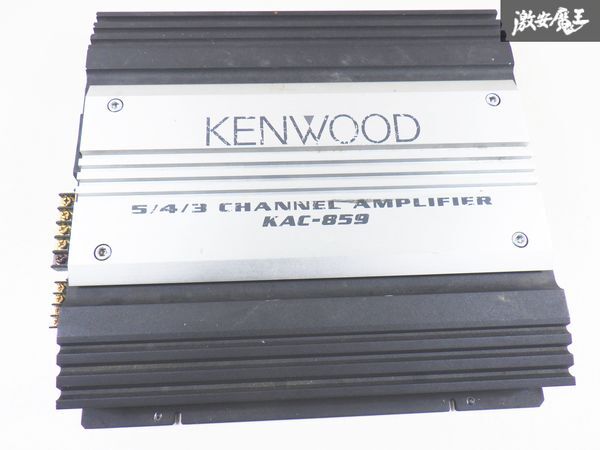 激安魔王
KENWOOD
5/4/3 CHANNEL AMPLIFIER
KAC-859